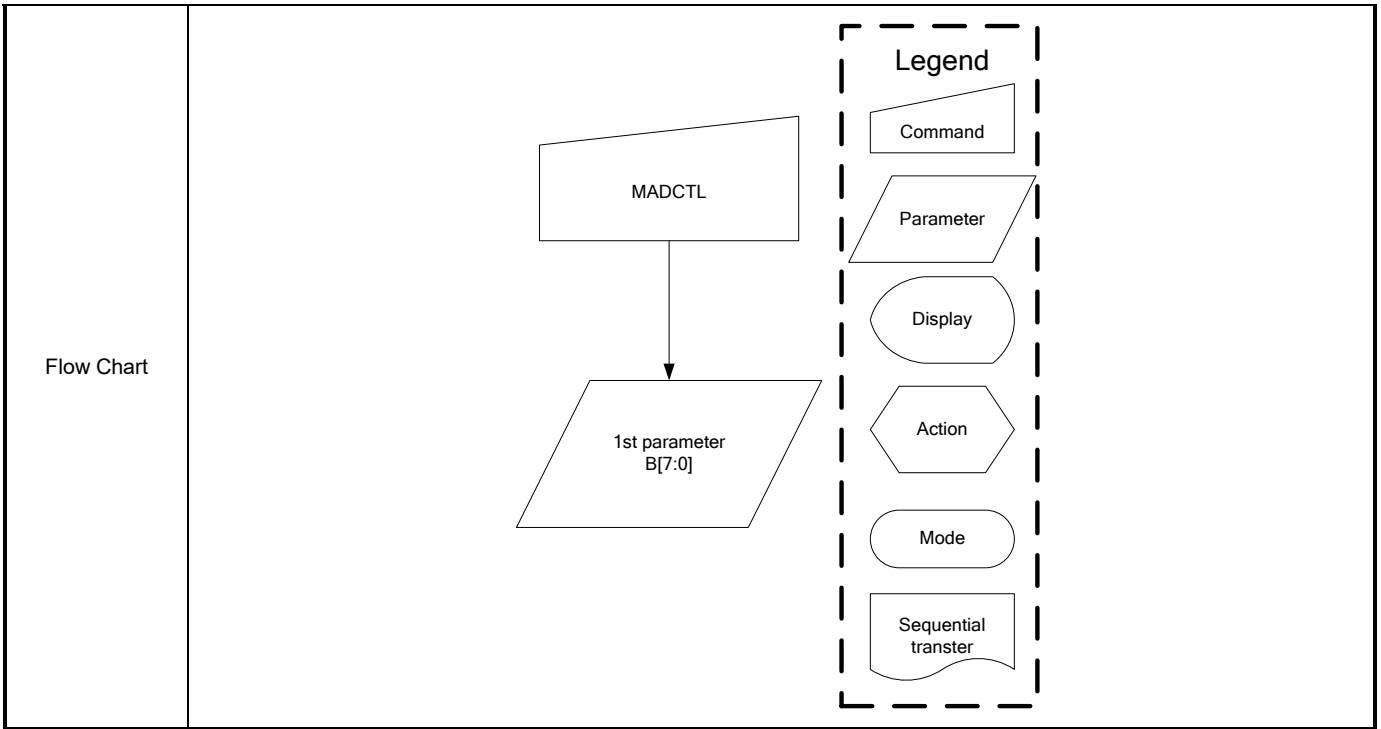 Flow Chart
MADCTL
1st parameter
B[7:0]
Legend
Command
Parameter
Display
Action
Mode
Sequential
transter